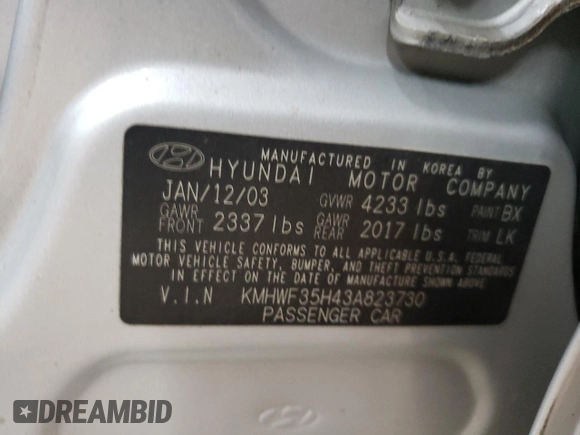 MANUFACTURED IN KOREA BY
HYUNDAI MOTOR COMPANY
JAN/12/03 GVWR 4233 lbs PAINT BX
GAWR FRONT 2337 lbs GAWR REAR 2017 lbs TRIM LK
THIS VEHICLE CONFORMS TO ALL APPLICABLE U.S.A. FEDERAL
MOTOR VEHICLE SAFETY, BUMPER, AND THEFT PREVENTION STANDARDS
IN EFFECT ON THE DATE OF MANUFACTURE SHOWN ABOVE.
V.I.N KMHWF35H43A823730
PASSENGER CAR
DREAMBID